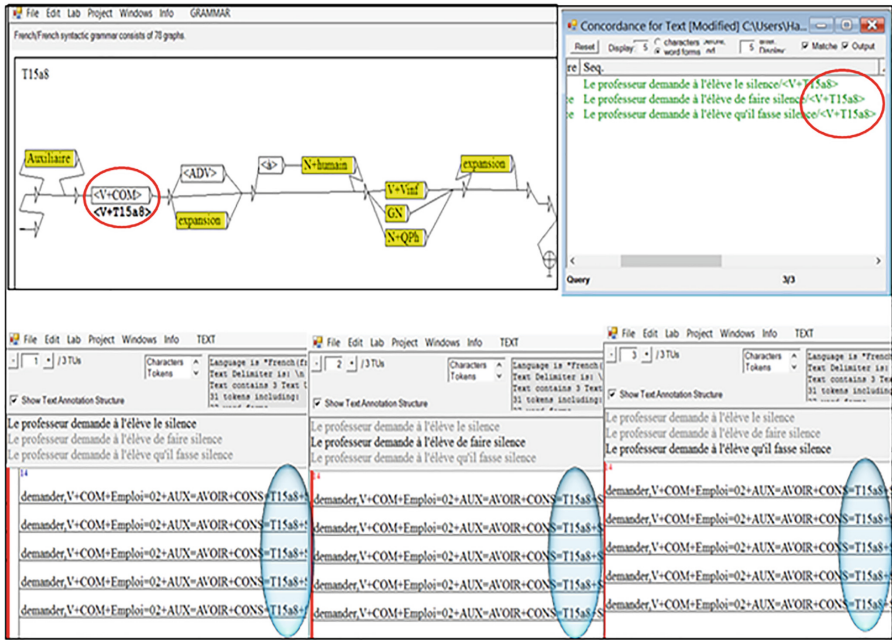 File Edit Lab Project Windows Info GRAMMAR
French/French syntactic grammar consists of 78 graphs.
T15a8
Auxiliaire
<V+COM>
<V+T15a8>
<ADV>
expansion
<à>
N+humain
V+Vinf
GN
N+QPh
expansion
Concordance for Text [Modified] C:\Users\Ha...
Reset Display: 5 characters before,
word forms 5 Display: Matche Output
re Seq.
Le professeur demande à l'élève le silence/<V+T15a8>
e Le professeur demande à l'élève de faire silence/<V+T15a8>
e Le professeur demande à l'élève qu'il fasse silence/<V+T15a8>
Query 3/3
File Edit Lab Project Windows Info TEXT
- 1 + / 3 TUs
Characters
Tokens
Language is "French(fr
Text Delimiter is: \n
Text contains 3 Text U
31 tokens including:
Show Text Annotation Structure
Le professeur demande à l'élève le silence
Le professeur demande à l'élève de faire silence
Le professeur demande à l'élève qu'il fasse silence
14
demander,V+COM+Emploi=02+AUX=AVOIR+CONS=T15a8+S
demander,V+COM+Emploi=02+AUX=AVOIR+CONS=T15a8+S
demander,V+COM+Emploi=02+AUX=AVOIR+CONS=T15a8+S
demander,V+COM+Emploi=02+AUX=AVOIR+CONS=T15a8+S
demander,V+COM+Emploi=02+AUX=AVOIR+CONS=T15a8+
File Edit Lab Project Windows Info TEXT
- 2 + / 3 TUs
Characters
Tokens
Language is "French(
Text Delimiter is: \
Text contains 3 Text
31 tokens including:
Show Text Annotation Structure
Le professeur demande à l'élève le silence
Le professeur demande à l'élève de faire silence
Le professeur demande à l'élève qu'il fasse silence
14
demander,V+COM+Emploi=02+AUX=AVOIR+CONS=T15a8+S
demander,V+COM+Emploi=02+AUX=AVOIR+CONS=T15a8+S
demander,V+COM+Emploi=02+AUX=AVOIR+CONS=T15a8+S
demander,V+COM+Emploi=02+AUX=AVOIR+CONS=T15a8+S
demander,V+COM+Emploi=02+AUX=AVOIR+CONS=T15a8+S
File Edit Lab Project Windows Info TEXT
- 3 + / 3 TUs
Characters
Tokens
Language is "French
Text Delimiter is:
Text contains 3 Tex
31 tokens including
Show Text Annotation Structure
Le professeur demande à l'élève le silence
Le professeur demande à l'élève de faire silence
Le professeur demande à l'élève qu'il fasse silence
14
demander,V+COM+Emploi=02+AUX=AVOIR+CONS=T15a8+S
demander,V+COM+Emploi=02+AUX=AVOIR+CONS=T15a8+S
demander,V+COM+Emploi=02+AUX=AVOIR+CONS=T15a8+S
demander,V+COM+Emploi=02+AUX=AVOIR+CONS=T15a8+S
demander,V+COM+Emploi=02+AUX=AVOIR+CONS=T15a8+S